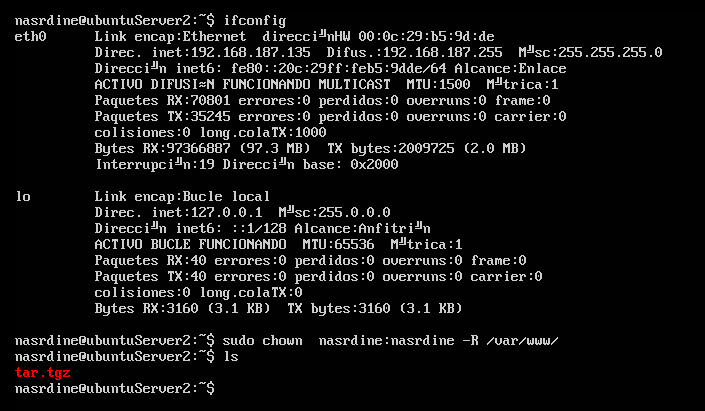 nasrdine@ubuntuServer2:~$ ifconfig
eth0 Link encap:Ethernet direcci╝nHW 00:0c:29:b5:9d:de
Direc. inet:192.168.187.135 Difus.:192.168.187.255 M╝sc:255.255.255.0
Direcci╝n inet6: fe80::20c:29ff:feb5:9dde/64 Alcance:Enlace
ACTIVO DIFUSI≈N FUNCIONANDO MULTICAST MTU:1500 M╝trica:1
Paquetes RX:70801 errores:0 perdidos:0 overruns:0 frame:0
Paquetes TX:35245 errores:0 perdidos:0 overruns:0 carrier:0
colisiones:0 long.colaTX:1000
Bytes RX:97366887 (97.3 MB) TX bytes:2009725 (2.0 MB)
Interrupci╝n:19 Direcci╝n base: 0x2000
lo Link encap:Bucle local
Direc. inet:127.0.0.1 M╝sc:255.0.0.0
Direcci╝n inet6: ::1/128 Alcance:Anfitri╝n
ACTIVO BUCLE FUNCIONANDO MTU:65536 M╝trica:1
Paquetes RX:40 errores:0 perdidos:0 overruns:0 frame:0
Paquetes TX:40 errores:0 perdidos:0 overruns:0 carrier:0
colisiones:0 long.colaTX:0
Bytes RX:3160 (3.1 KB) TX bytes:3160 (3.1 KB)
nasrdine@ubuntuServer2:~$ sudo chown nasrdine:nasrdine -R /var/www/
nasrdine@ubuntuServer2:~$ ls
tar.tgz
nasrdine@ubuntuServer2:~$